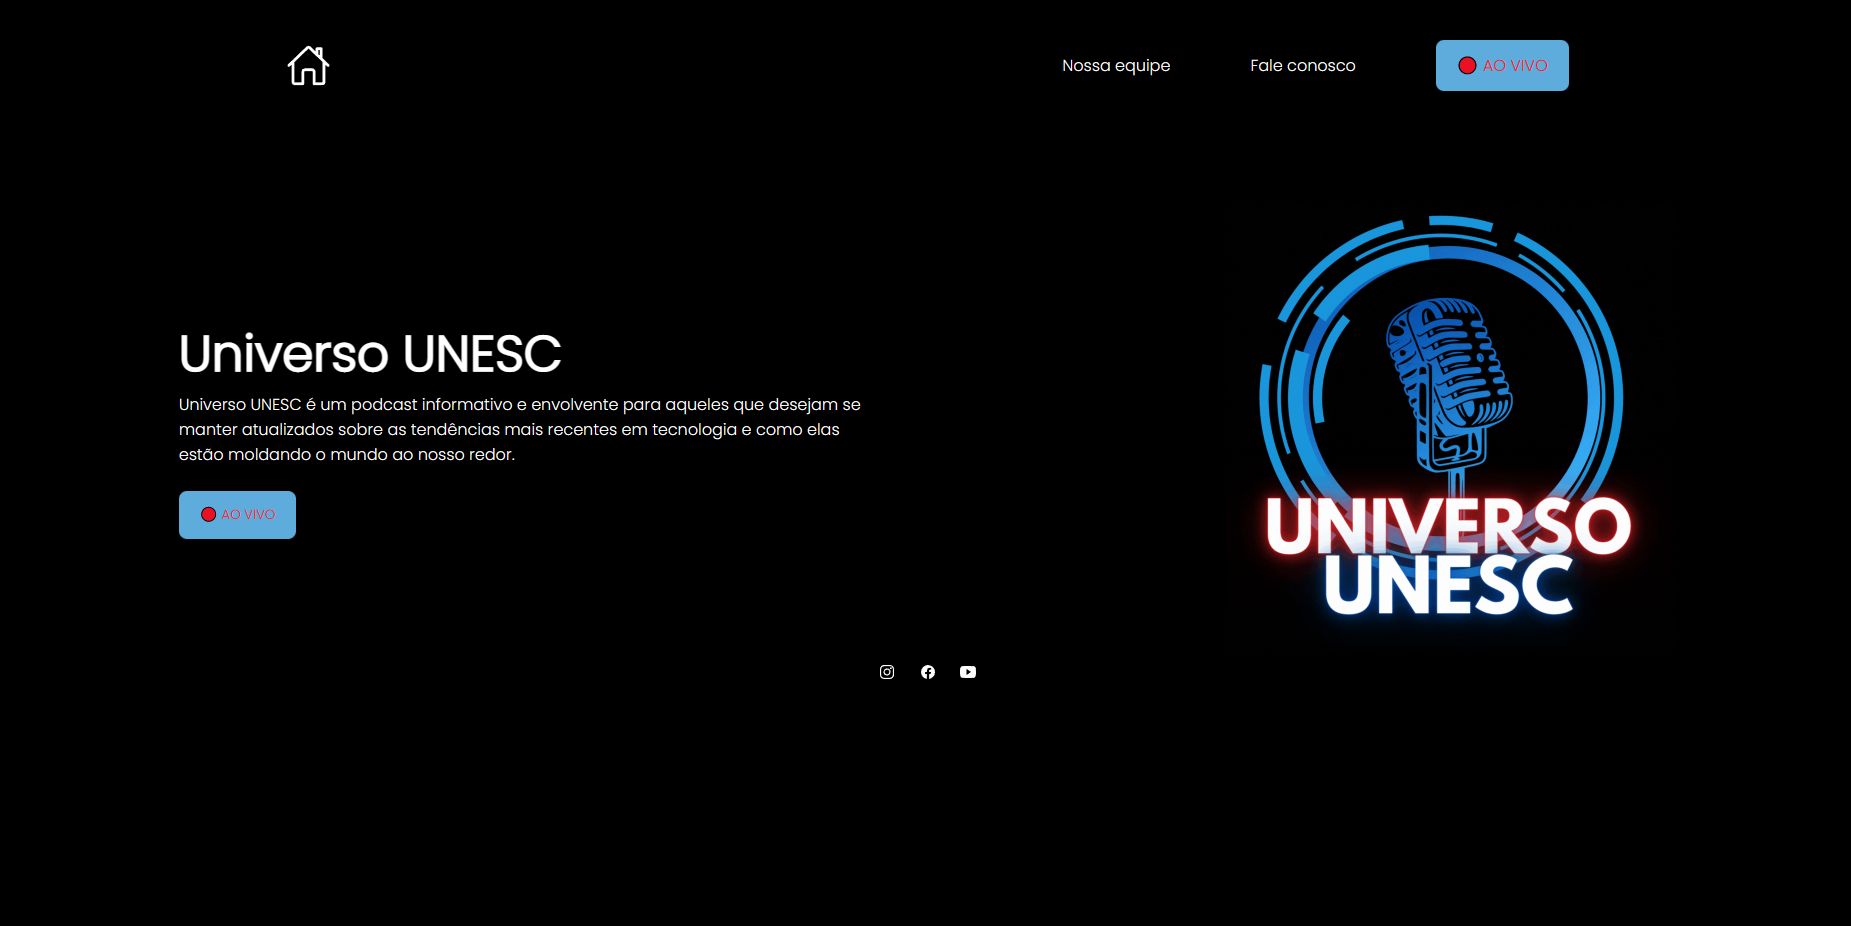 Nossa equipe
Fale conosco
AO VIVO
Universo UNESC
Universo UNESC é um podcast informativo e envolvente para aqueles que desejam se
manter atualizados sobre as tendências mais recentes em tecnologia e como elas
estão moldando o mundo ao nosso redor.
AO VIVO
UNIVERSO
UNESC